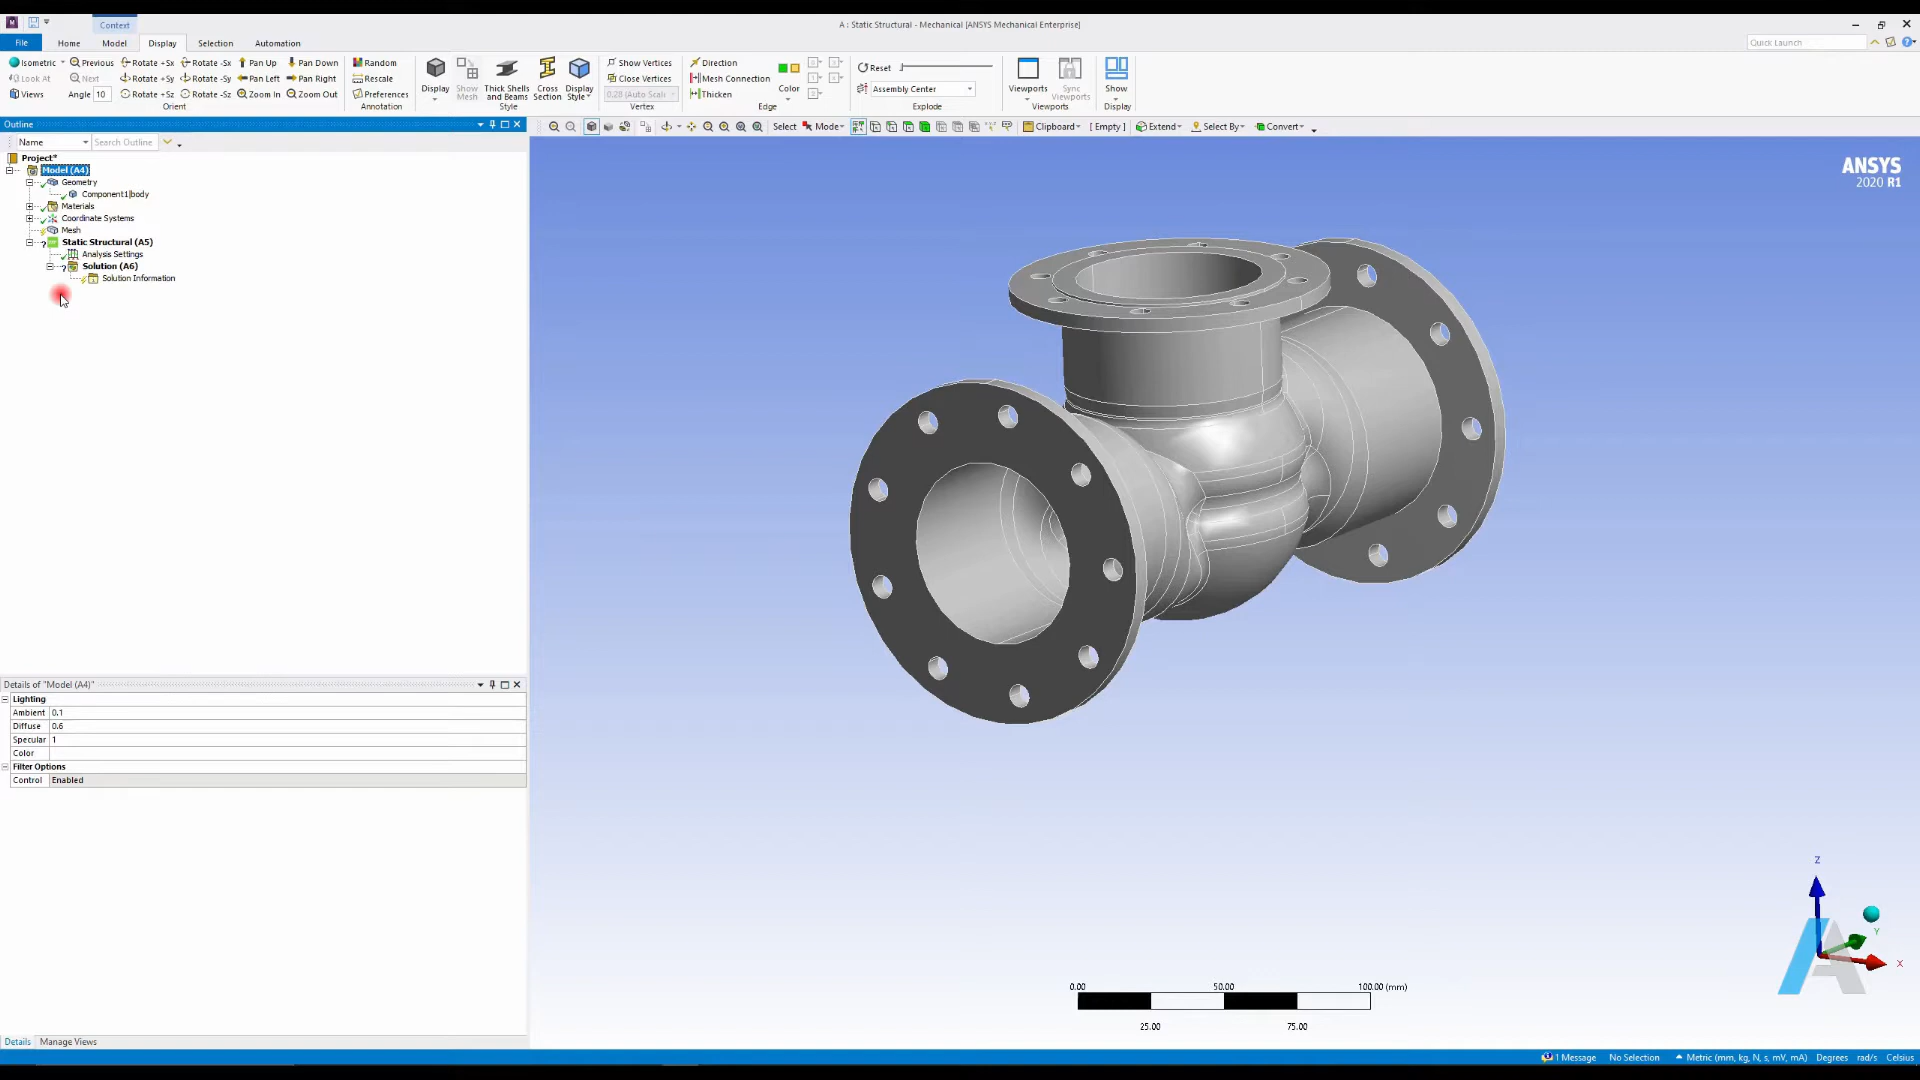 Context
A : Static Structural - Mechanical [ANSYS Mechanical Enterprise]
File Home Model Display Selection Automation
Quick Launch
Isometric Previous Rotate +Sx Rotate -Sx Pan Up Pan Down
Look At Next Rotate +Sy Rotate -Sy Pan Left Pan Right
Views Angle 10 Rotate +Sz Rotate -Sz Zoom In Zoom Out
Orient
Random
Rescale
Preferences
Annotation
Display
Show Mesh
Thick Shells and Beams
Cross Section
Display Style
Style
Show Vertices
Close Vertices
0.28 (Auto Scale
Vertex
Direction
Mesh Connection
Thicken
Color
Edge
Reset
Assembly Center
Explode
Viewports
Sync Viewports
Viewports
Show
Display
Outline
Select Mode Clipboard [ Empty ] Extend Select By Convert
Name Search Outline
Project*
Model (A4)
Geometry
Component1|body
Materials
Coordinate Systems
Mesh
Static Structural (A5)
Analysis Settings
Solution (A6)
Solution Information
ANSYS
2020 R1
Details of "Model (A4)"
Lighting
Ambient 0.1
Diffuse 0.6
Specular 1
Color
Filter Options
Control Enabled
Z
Y
X
0.00 50.00 100.00 (mm)
25.00 75.00
Details Manage Views
1 Message No Selection Metric (mm, kg, N, s, mV, mA) Degrees rad/s Celsius